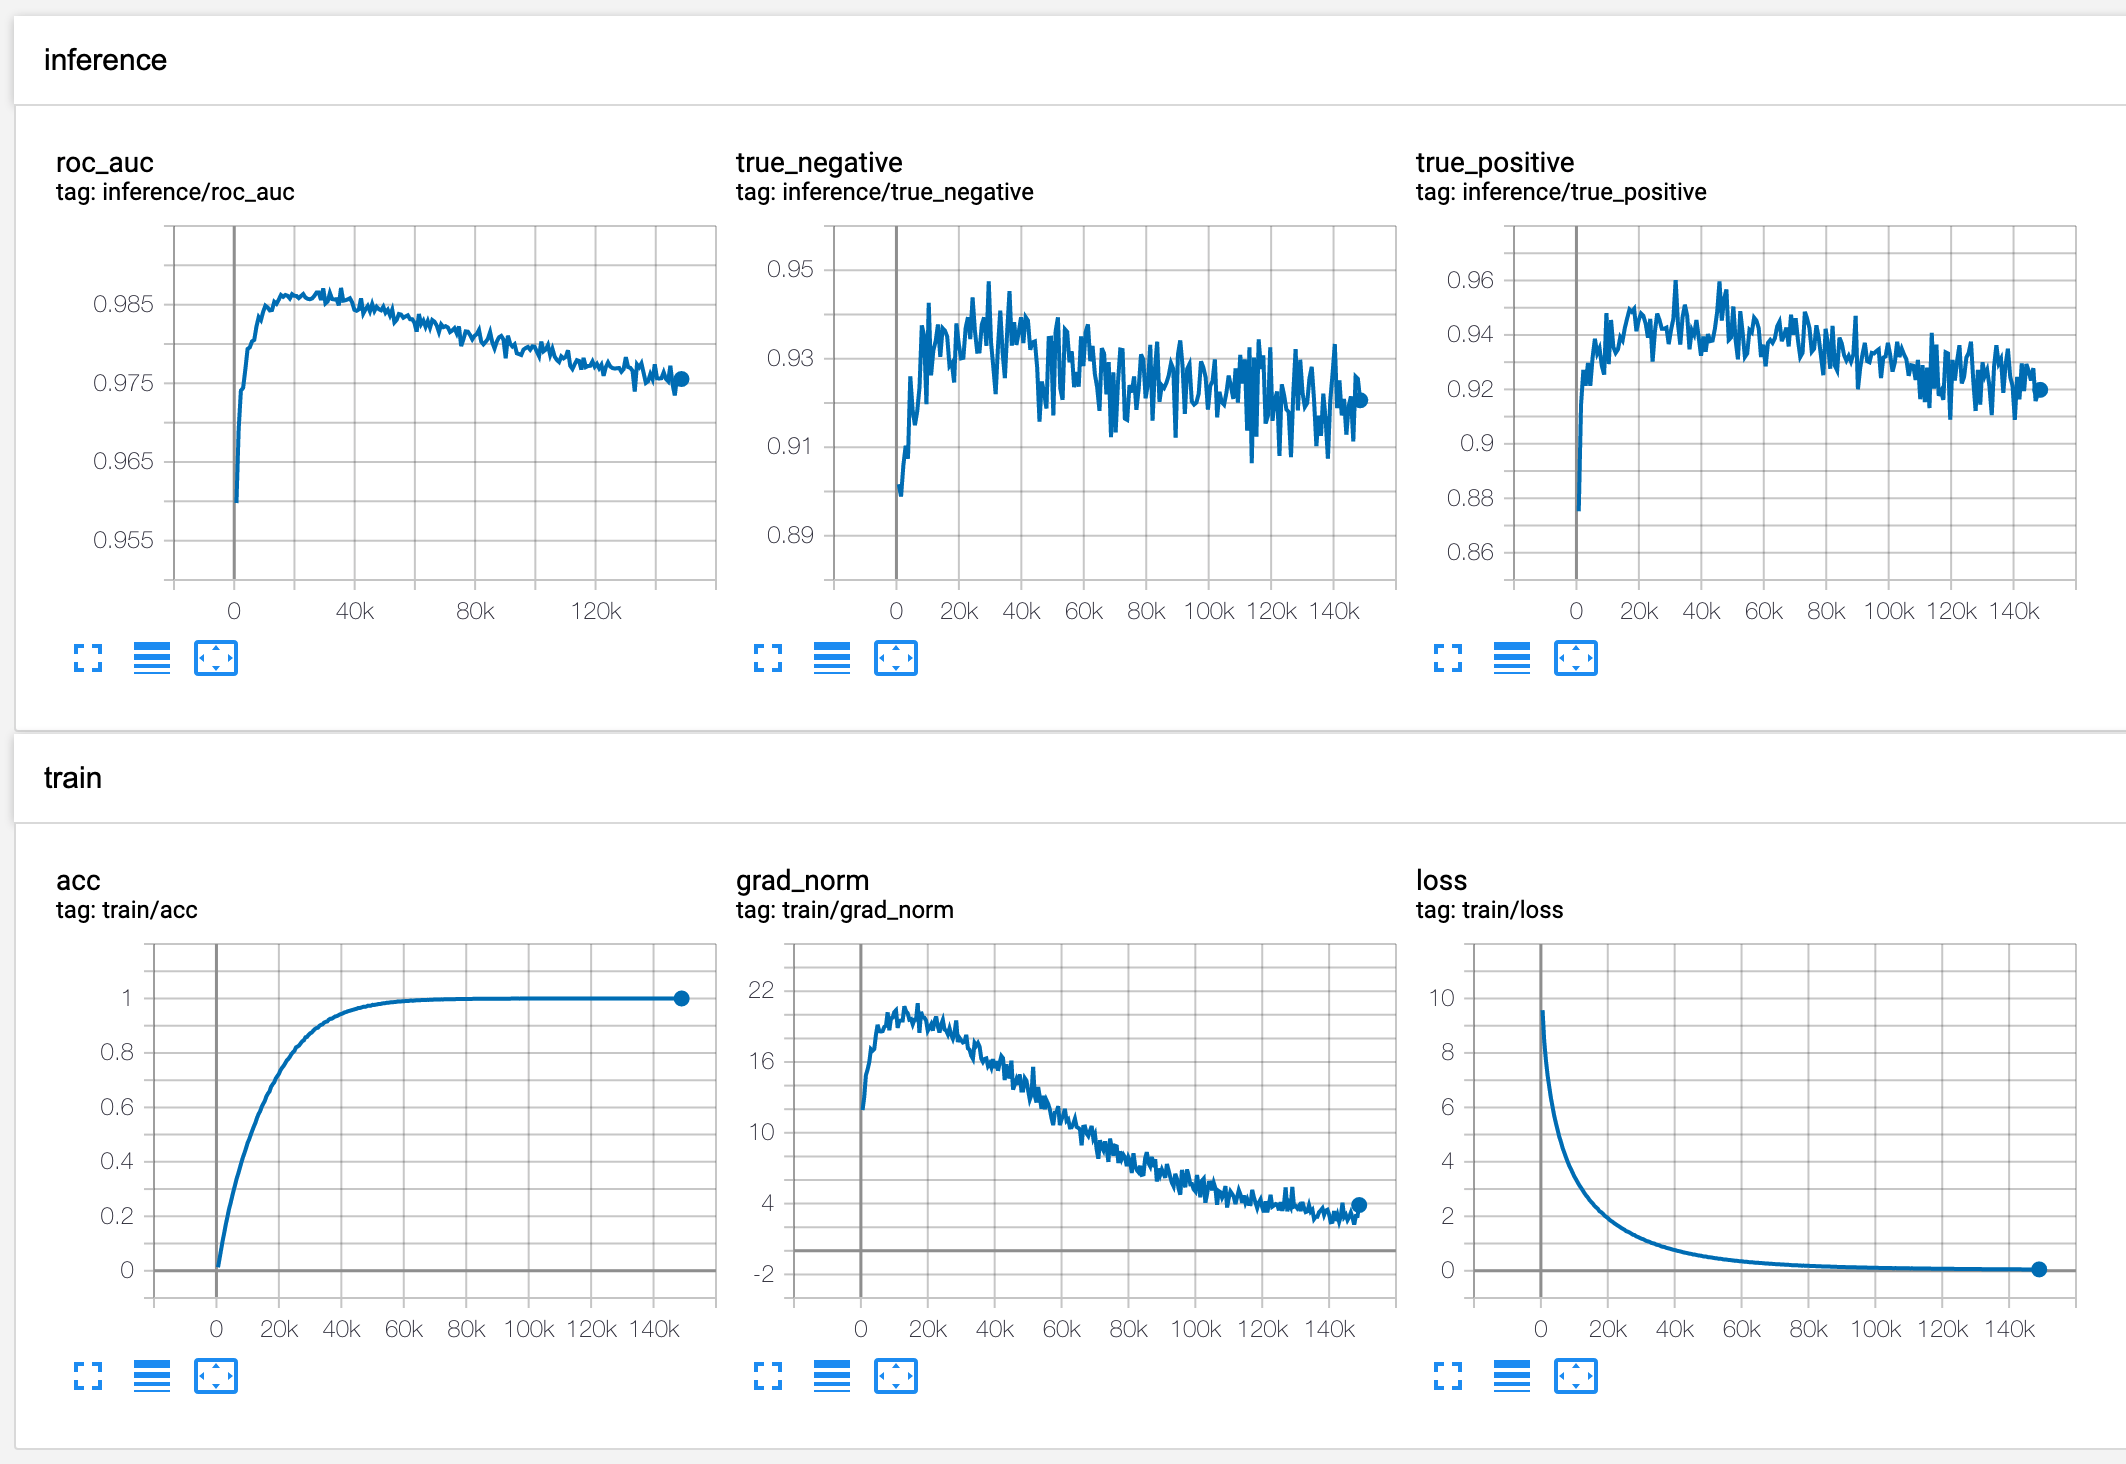 inference
roc_auc
tag: inference/roc_auc
0.985
0.975
0.965
0.955
0 40k 80k 120k
true_negative
tag: inference/true_negative
0.95
0.93
0.91
0.89
0 20k 40k 60k 80k 100k 120k 140k
true_positive
tag: inference/true_positive
0.96
0.94
0.92
0.9
0.88
0.86
0 20k 40k 60k 80k 100k 120k 140k
train
acc
tag: train/acc
1
0.8
0.6
0.4
0.2
0
0 20k 40k 60k 80k 100k 120k 140k
grad_norm
tag: train/grad_norm
22
16
10
4
-2
0 20k 40k 60k 80k 100k 120k 140k
loss
tag: train/loss
10
8
6
4
2
0
0 20k 40k 60k 80k 100k 120k 140k